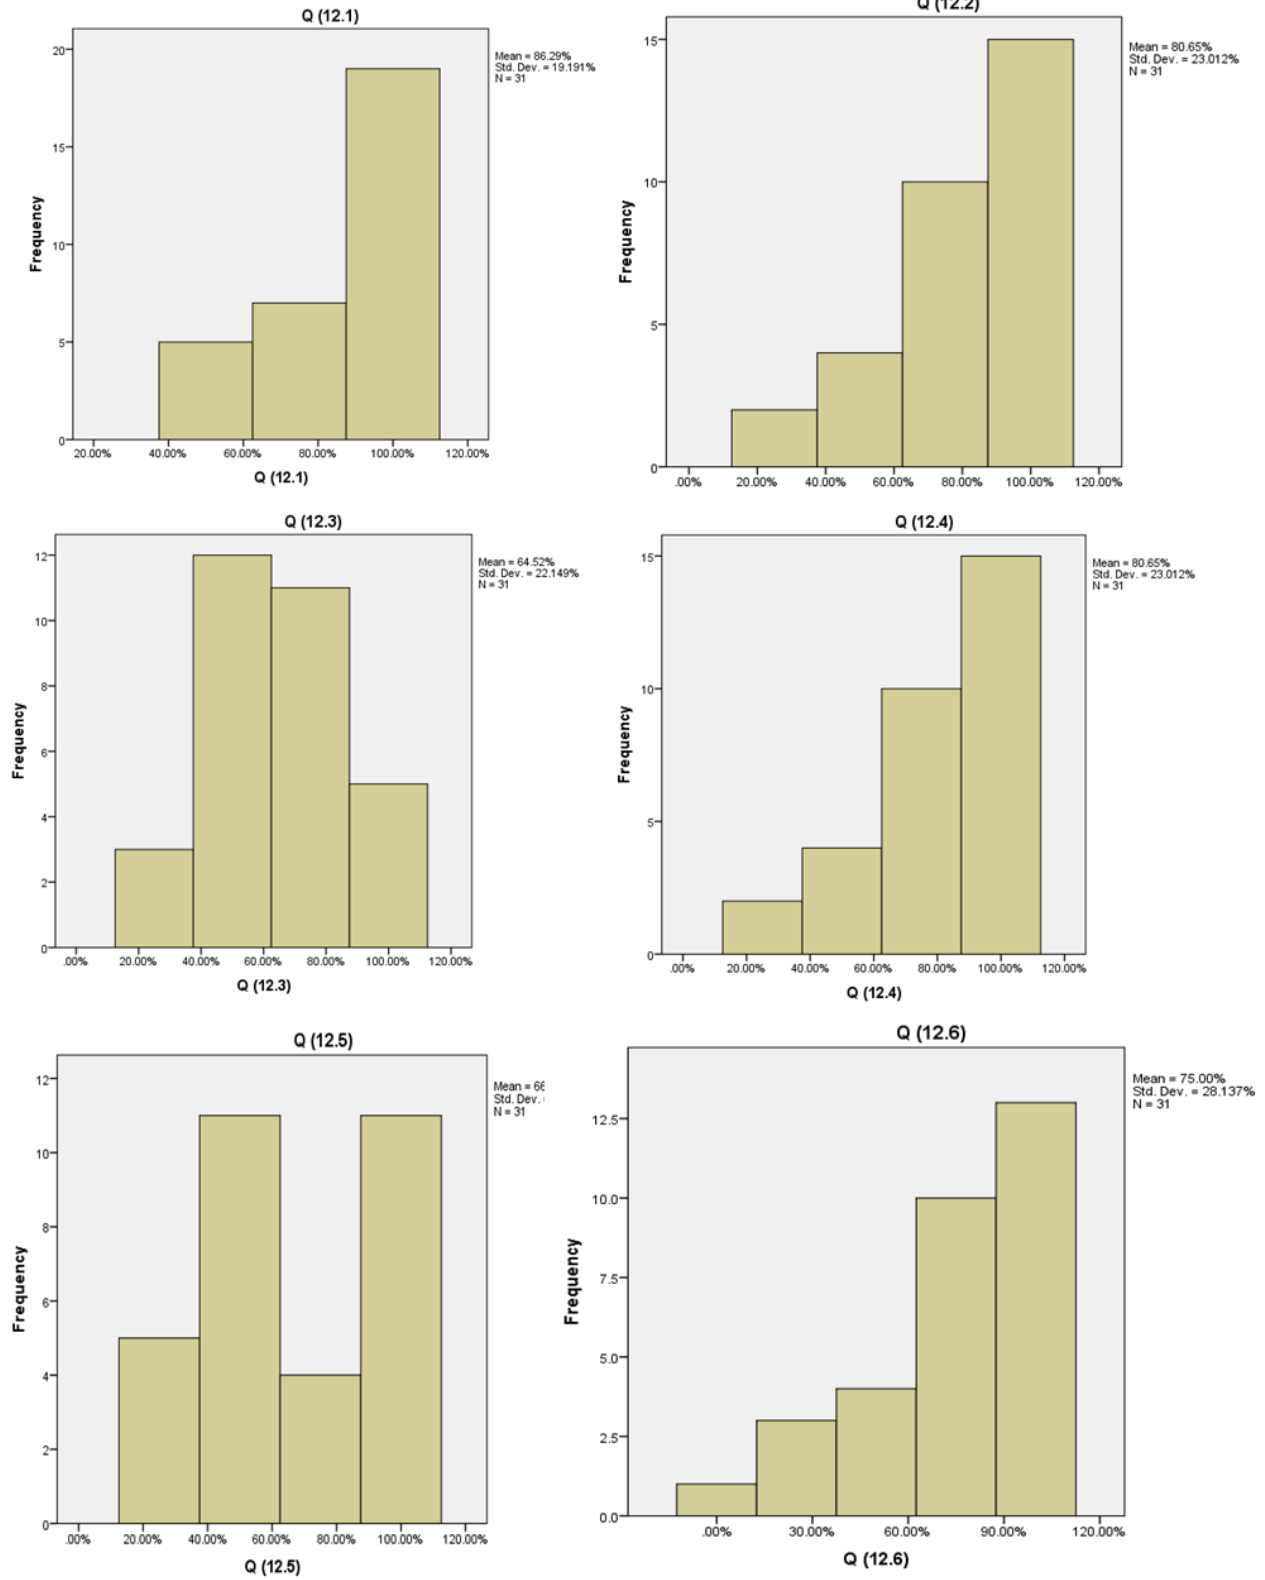 Q (12.1)
Mean = 86.29%
Std. Dev. = 19.191%
N = 31
Frequency
20
15
10
5
0
20.00% 40.00% 60.00% 80.00% 100.00% 120.00%
Q (12.1)
Q (12.2)
Mean = 80.65%
Std. Dev. = 23.012%
N = 31
Frequency
15
10
5
0
.00% 20.00% 40.00% 60.00% 80.00% 100.00% 120.00%
Q (12.3)
Mean = 64.52%
Std. Dev. = 22.149%
N = 31
Frequency
12
10
8
6
4
2
0
.00% 20.00% 40.00% 60.00% 80.00% 100.00% 120.00%
Q (12.3)
Q (12.4)
Mean = 80.65%
Std. Dev. = 23.012%
N = 31
Frequency
15
10
5
0
.00% 20.00% 40.00% 60.00% 80.00% 100.00% 120.00%
Q (12.4)
Q (12.5)
Mean = 66
Std. Dev.
N = 31
Frequency
12
10
8
6
4
2
0
.00% 20.00% 40.00% 60.00% 80.00% 100.00% 120.00%
Q (12.5)
Q (12.6)
Mean = 75.00%
Std. Dev. = 28.137%
N = 31
Frequency
12.5
10.0
7.5
5.0
2.5
0.0
.00% 30.00% 60.00% 90.00% 120.00%
Q (12.6)